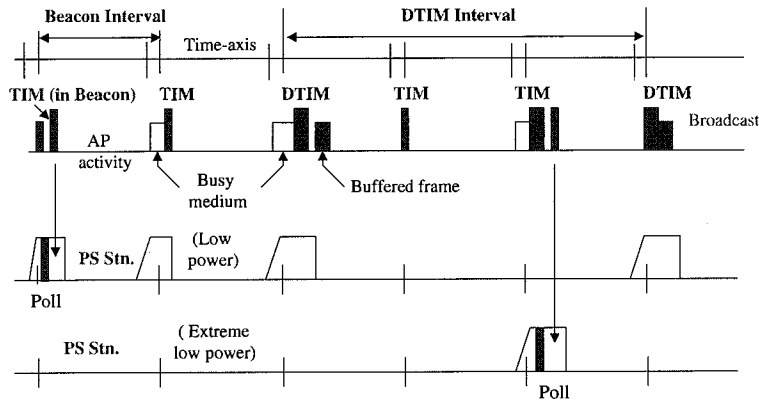 Beacon Interval
DTIM Interval
Time-axis
TIM (in Beacon)
TIM
DTIM
TIM
TIM
DTIM
Broadcast
AP
activity
Busy
medium
Buffered frame
PS Stn.
(Low
power)
Poll
PS Stn.
( Extreme
low power)
Poll